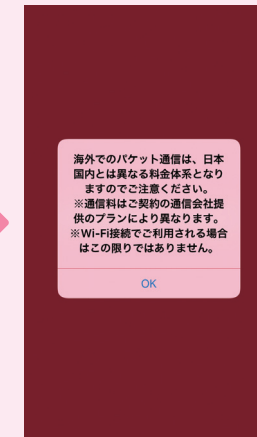 海外でのパケット通信は、日本
国内とは異なる料金体系となり
ますのでご注意ください。
※通信料はご契約の通信会社提
供のプランにより異なります。
※Wi-Fi接続でご利用される場合
はこの限りではありません。
OK